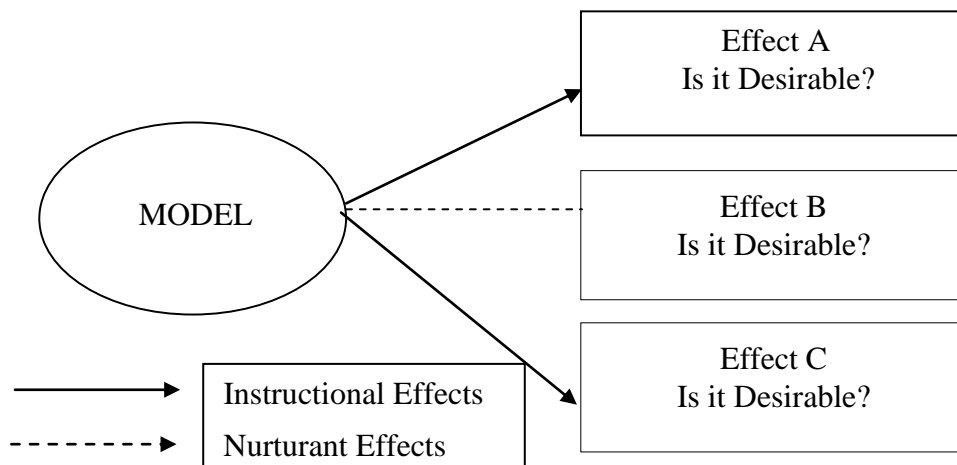 Effect A
Is it Desirable?
MODEL
Effect B
Is it Desirable?
Effect C
Is it Desirable?
Instructional Effects
Nurturant Effects